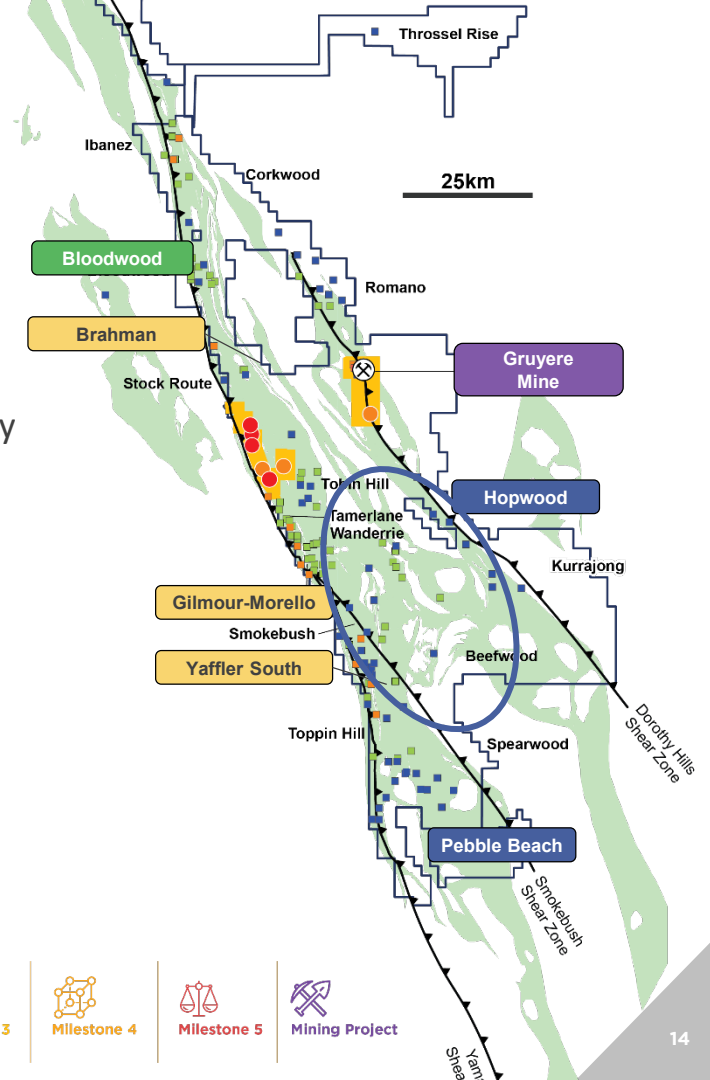 Throssel Rise
Ibanez
Corkwood
25km
Bloodwood
Romano
Brahman
Gruyere
Mine
Stock Route
y
Tobin Hill
Hopwood
Tamerlane
Wanderrie
Kurrajong
Gilmour-Morello
Smokebush
Beefwood
Yaffler South
Dorothy Hills
Shear Zone
Toppin Hill
Spearwood
Pebble Beach
Smokebush
Shear Zone
3
Milestone 4
Milestone 5
Mining Project
14
Yama
Shea